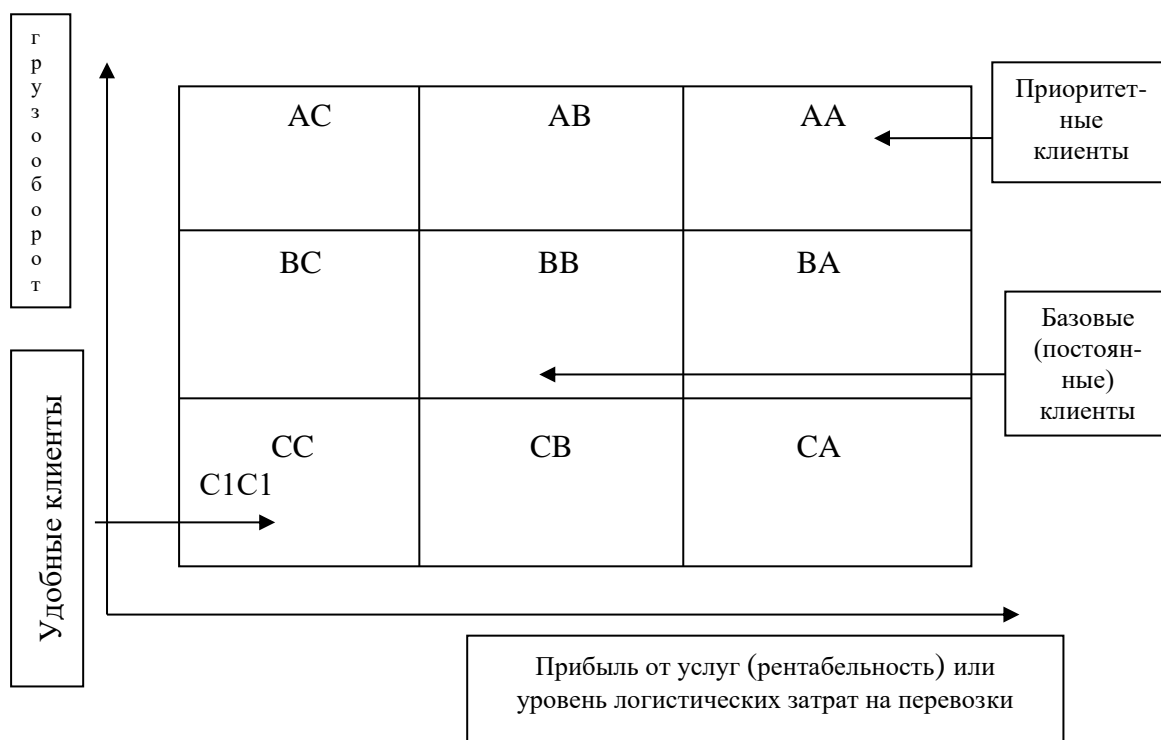 грузооборот
AC
AB
AA
Приоритет-
ные
клиенты
BC
BB
BA
Базовые
(постоян-
ные)
клиенты
Удобные клиенты
CC
CB
CA
C1C1
Прибыль от услуг (рентабельность) или
уровень логистических затрат на перевозки